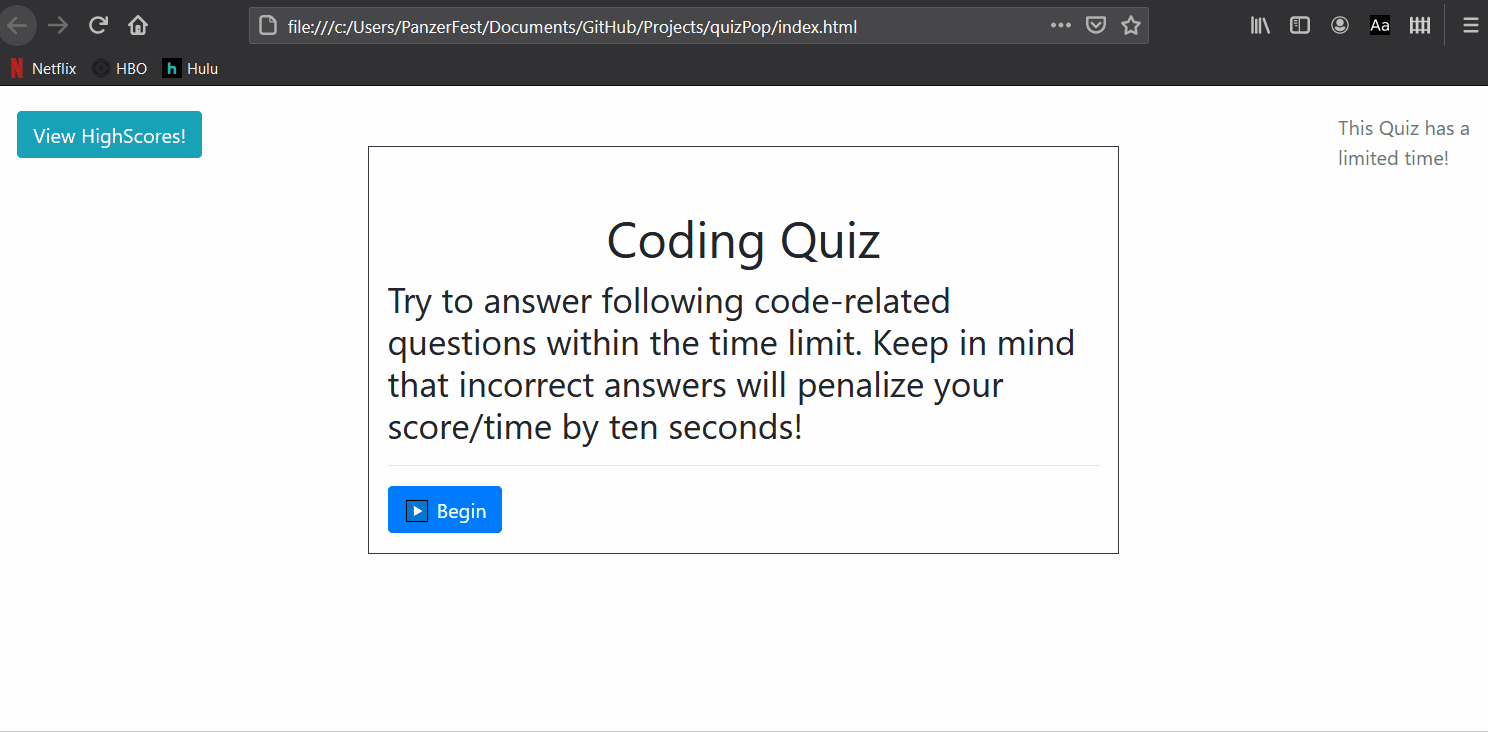 file:///c:/Users/PanzerFest/Documents/GitHub/Projects/quizPop/index.html
Aa
N Netflix HBO h Hulu
View HighScores!
This Quiz has a
limited time!
Coding Quiz
Try to answer following code-related
questions within the time limit. Keep in mind
that incorrect answers will penalize your
score/time by ten seconds!
Begin